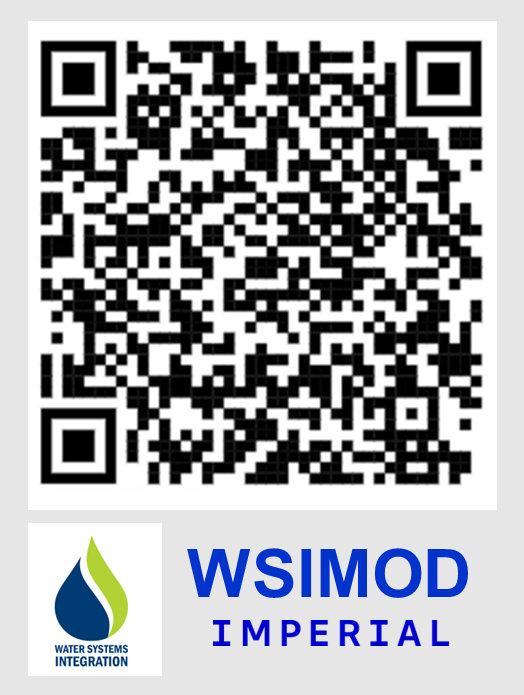 WATER SYSTEMS
INTEGRATION
WSIMOD
IMPERIAL